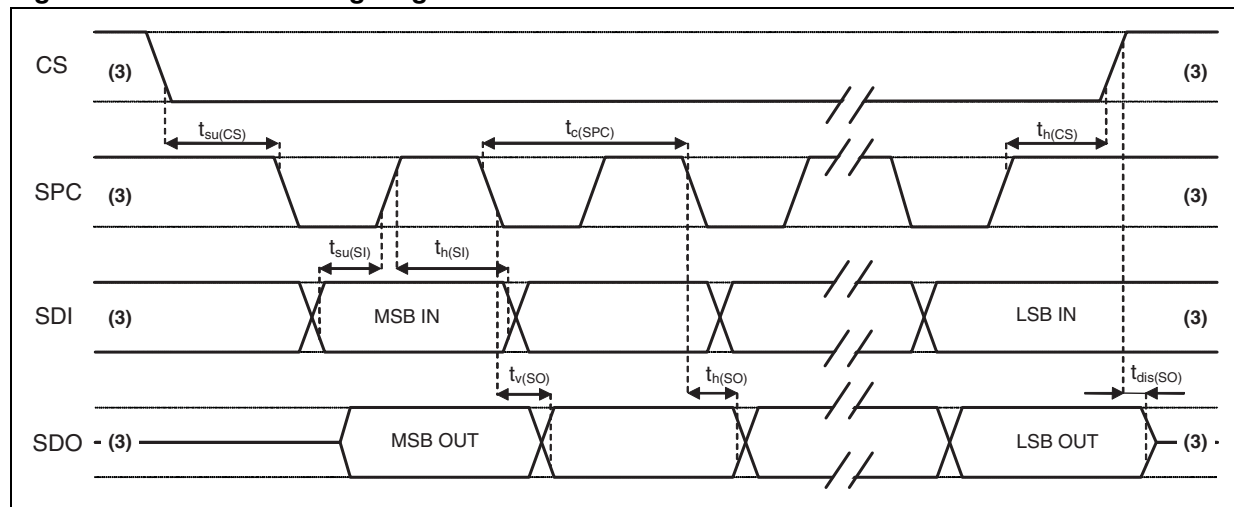 CS (3) (3)
t_su(CS) t_c(SPC) t_h(CS)
SPC (3) (3)
t_su(SI) t_h(SI)
SDI (3) MSB IN LSB IN (3)
t_v(SO) t_h(SO) t_dis(SO)
SDO (3) MSB OUT LSB OUT (3)